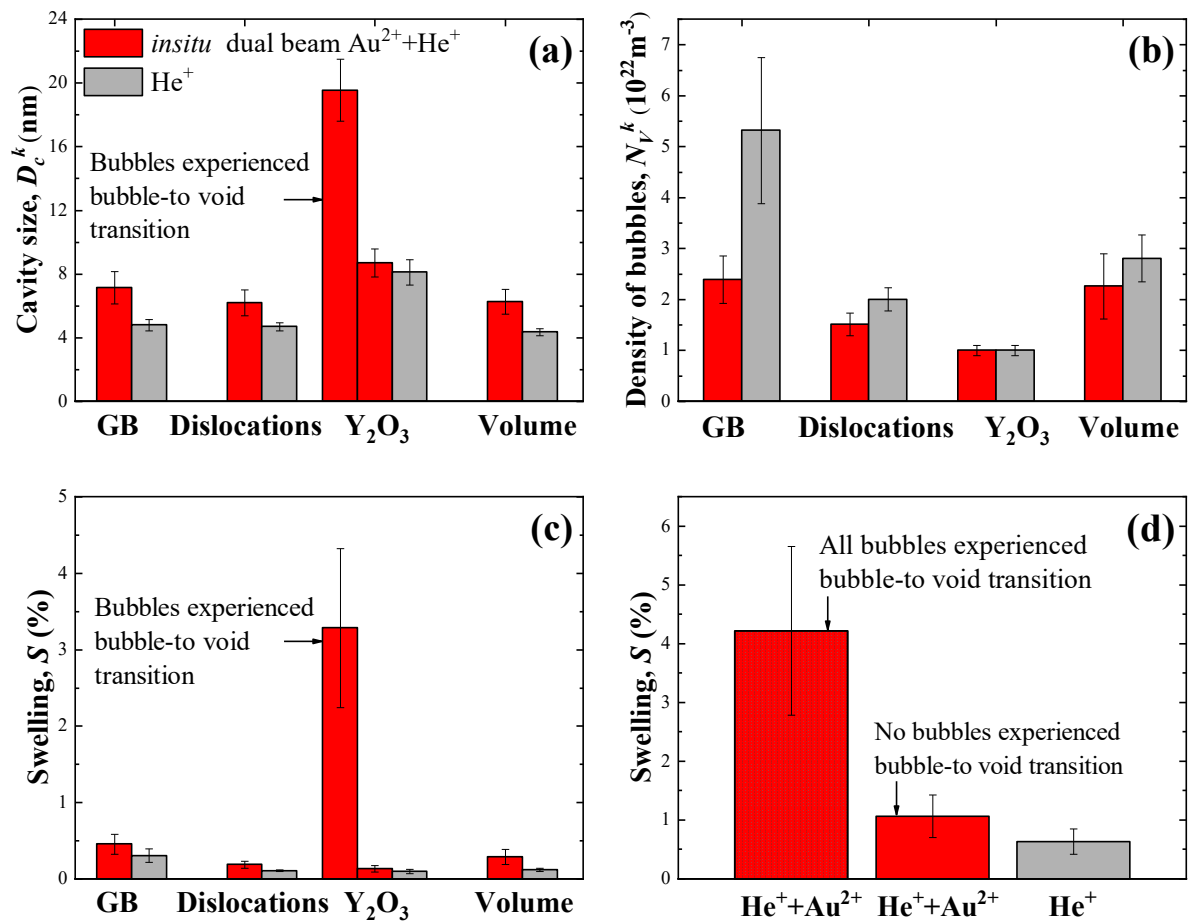 24
20
16
12
8
4
0
Cavity size, D_c^k (nm)
insitu dual beam Au²⁺+He⁺
He⁺
(a)
Bubbles experienced
bubble-to void
transition
GB Dislocations Y₂O₃ Volume
7
6
5
4
3
2
1
0
Density of bubbles, N_V^k (10²²m⁻³)
(b)
GB Dislocations Y₂O₃ Volume
5
4
3
2
1
0
Swelling, S (%)
(c)
Bubbles experienced
bubble-to void
transition
GB Dislocations Y₂O₃ Volume
6
5
4
3
2
1
0
Swelling, S (%)
(d)
All bubbles experienced
bubble-to void transition
No bubbles experienced
bubble-to void transition
He⁺+Au²⁺ He⁺+Au²⁺ He⁺